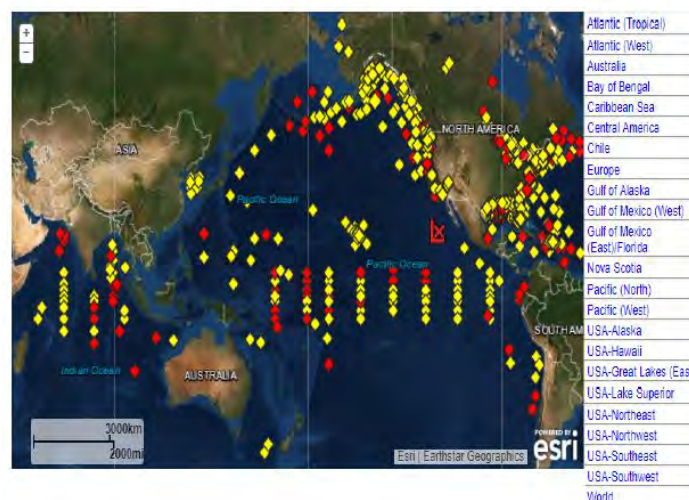 +
−
ASIA
NORTH AMERICA
Pacific Ocean
Pacific Ocean
Indian Ocean
AUSTRALIA
SOUTH AM
3000km
2000mi
Esri | Earthstar Geographics
POWERED BY
esri
Atlantic (Tropical)
Atlantic (West)
Australia
Bay of Bengal
Caribbean Sea
Central America
Chile
Europe
Gulf of Alaska
Gulf of Mexico (West)
Gulf of Mexico
(East)/Florida
Nova Scotia
Pacific (North)
Pacific (West)
USA-Alaska
USA-Hawaii
USA-Great Lakes (Eas
USA-Lake Superior
USA-Northeast
USA-Northwest
USA-Southeast
USA-Southwest
World